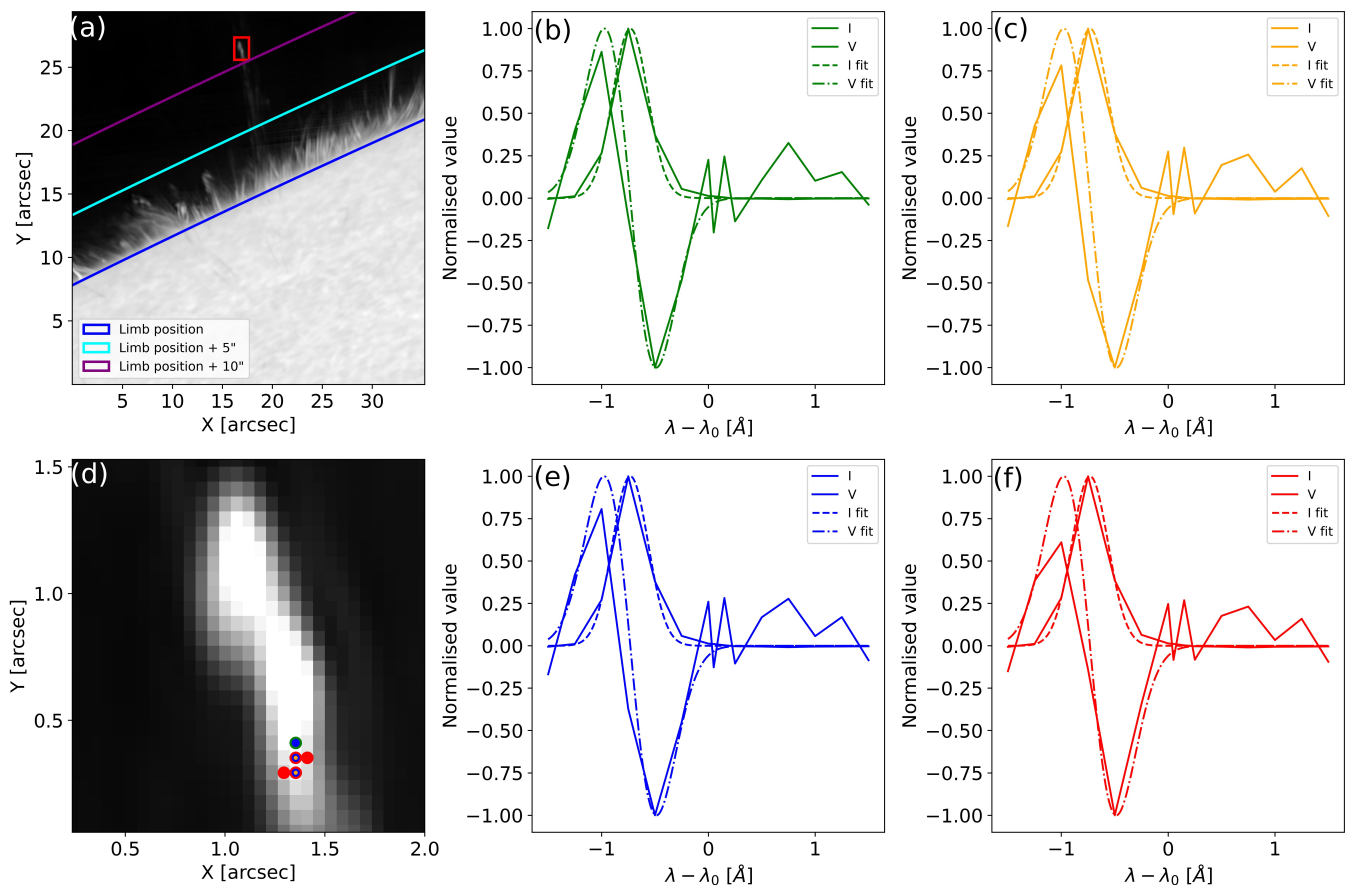 (a)
25
20
15
10
5
Y [arcsec]
Limb position
Limb position + 5"
Limb position + 10"
5
10
15
20
25
30
X [arcsec]
(b)
I
V
I fit
V fit
1.00
0.75
0.50
0.25
0.00
−0.25
−0.50
−0.75
−1.00
Normalised value
−1
0
1
λ − λ₀ [Å]
(c)
I
V
I fit
V fit
1.00
0.75
0.50
0.25
0.00
−0.25
−0.50
−0.75
−1.00
Normalised value
−1
0
1
λ − λ₀ [Å]
(d)
1.5
1.0
0.5
Y [arcsec]
0.5
1.0
1.5
2.0
X [arcsec]
(e)
I
V
I fit
V fit
1.00
0.75
0.50
0.25
0.00
−0.25
−0.50
−0.75
−1.00
Normalised value
−1
0
1
λ − λ₀ [Å]
(f)
I
V
I fit
V fit
1.00
0.75
0.50
0.25
0.00
−0.25
−0.50
−0.75
−1.00
Normalised value
−1
0
1
λ − λ₀ [Å]